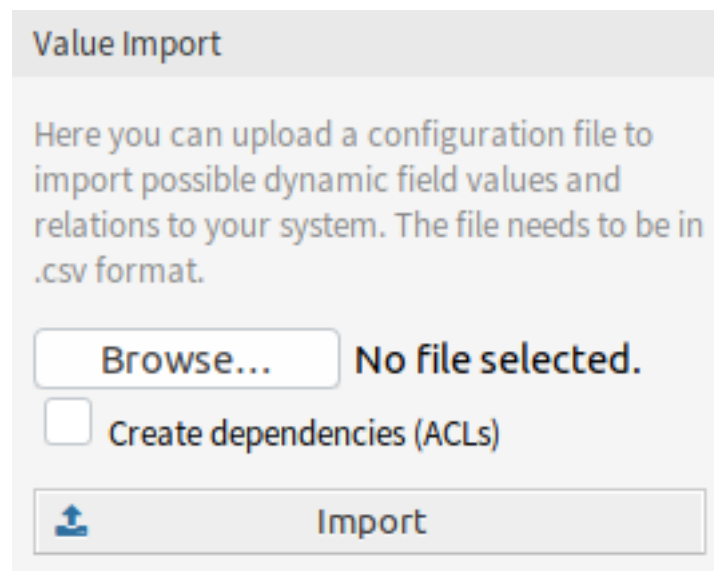 Value Import
Here you can upload a configuration file to
import possible dynamic field values and
relations to your system. The file needs to be in
.csv format.
Browse... No file selected.
Create dependencies (ACLs)
Import